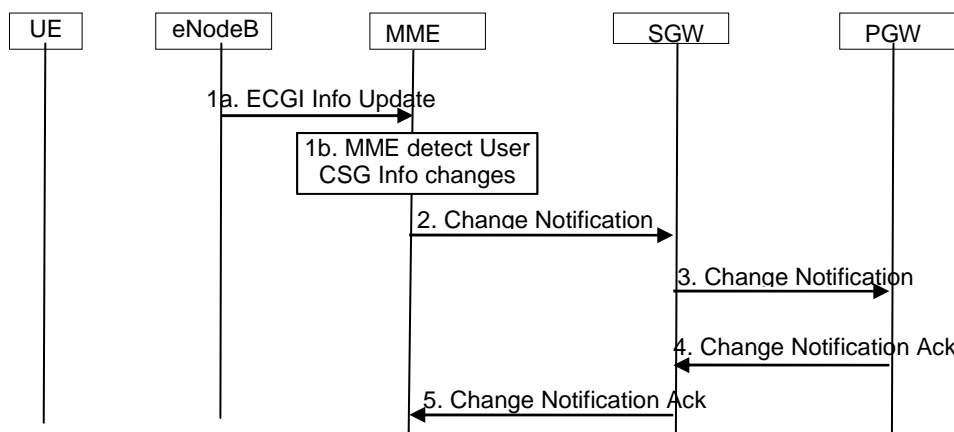 UE
eNodeB
MME
SGW
PGW
1a. ECGI Info Update
1b. MME detect User
CSG Info changes
2. Change Notification
3. Change Notification
4. Change Notification Ack
5. Change Notification Ack